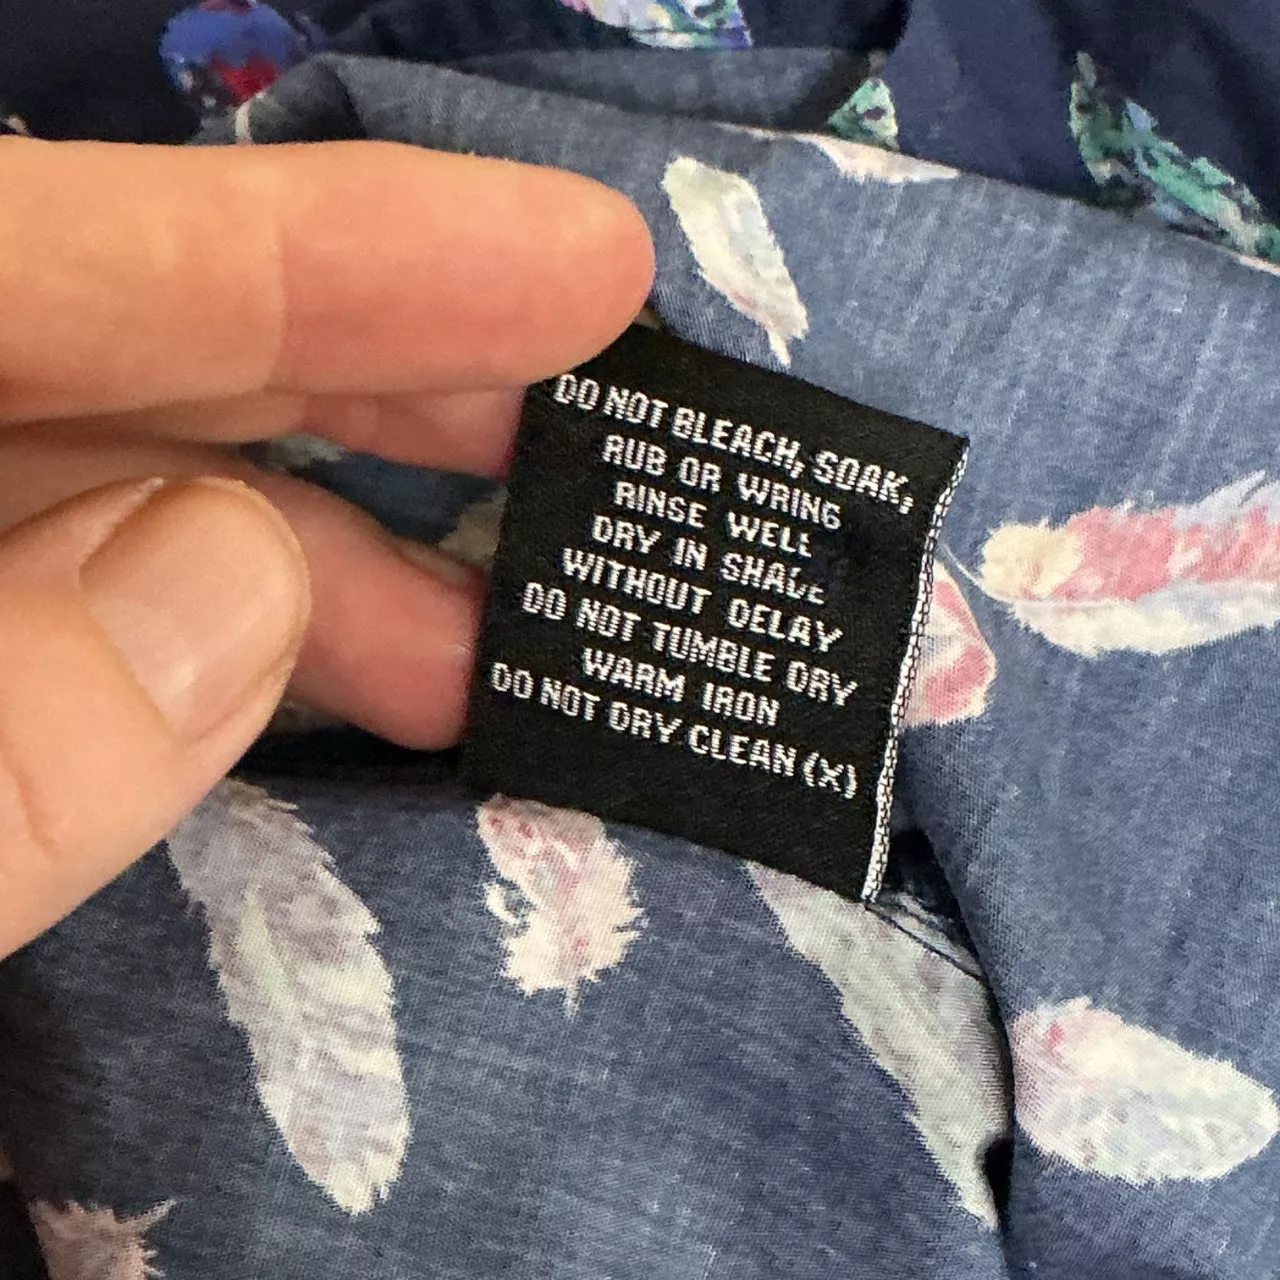 DO NOT BLEACH, SOAK,
RUB OR WRING
RINSE WELL
DRY IN SHADE
WITHOUT DELAY
DO NOT TUMBLE DRY
WARM IRON
DO NOT DRY CLEAN (X)